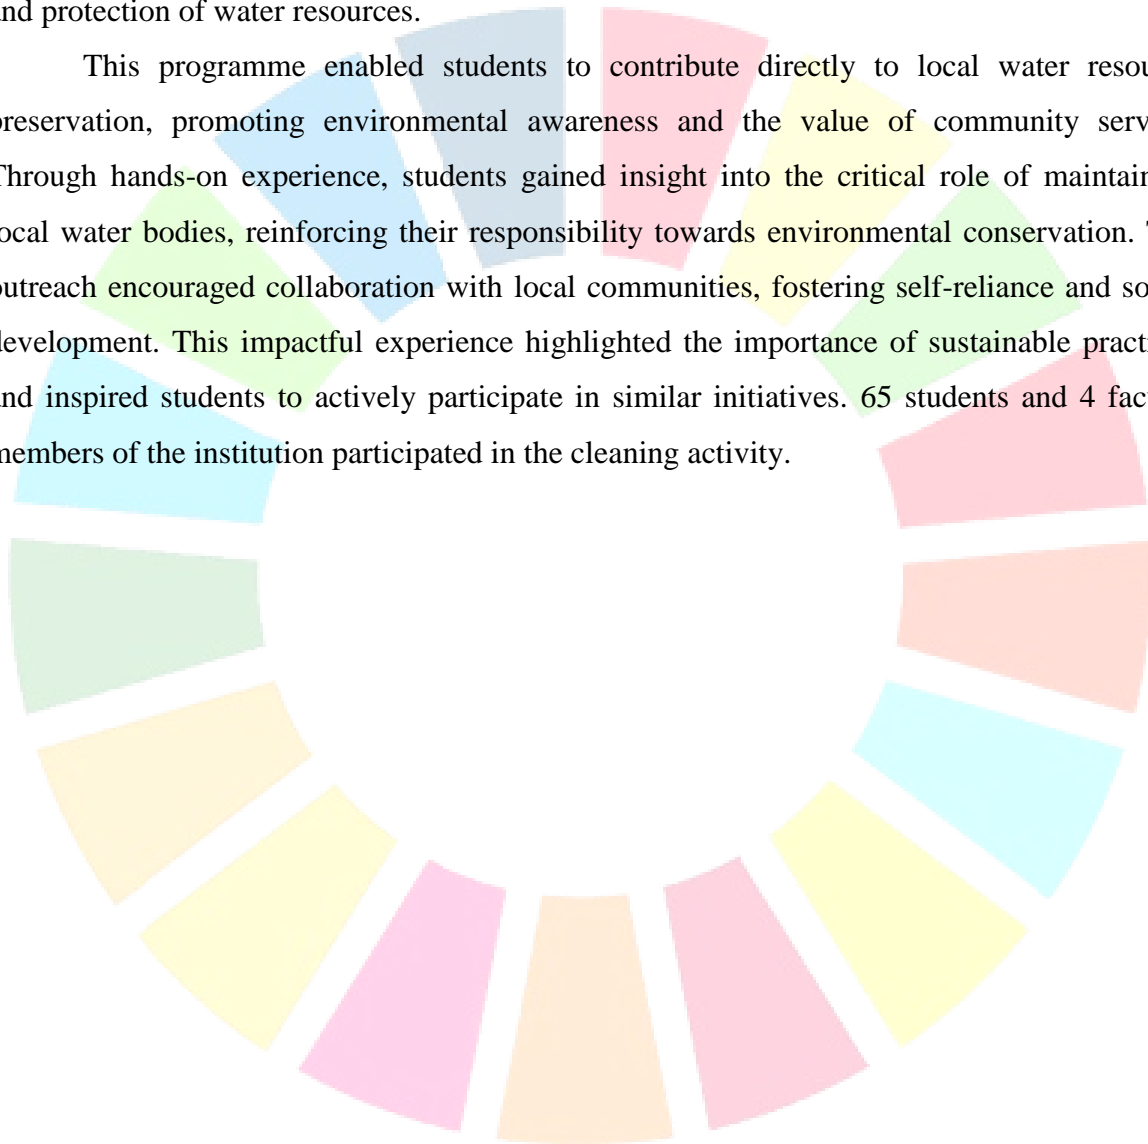 and protection of water resources.
This programme enabled students to contribute directly to local water resou
preservation, promoting environmental awareness and the value of community serv
Through hands-on experience, students gained insight into the critical role of maintain
local water bodies, reinforcing their responsibility towards environmental conservation. T
outreach encouraged collaboration with local communities, fostering self-reliance and so
development. This impactful experience highlighted the importance of sustainable practi
and inspired students to actively participate in similar initiatives. 65 students and 4 fac
members of the institution participated in the cleaning activity.